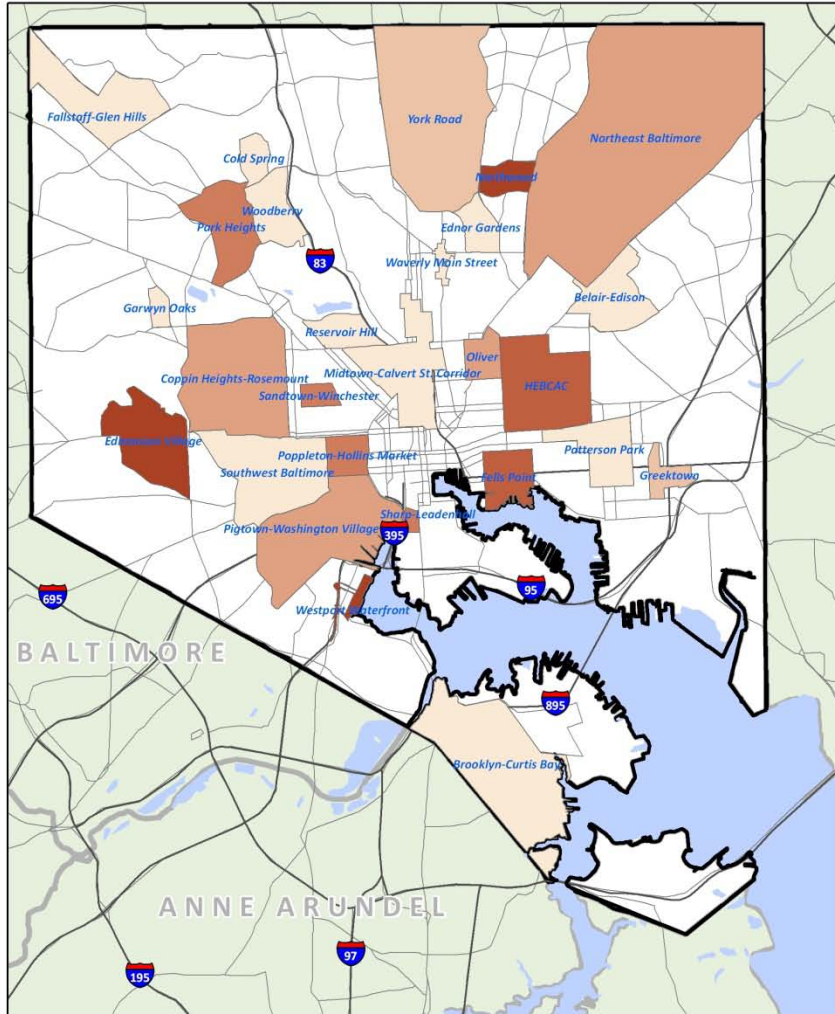 Fallstaff-Glen Hills
York Road
Northeast Baltimore
Cold Spring
Northwood
Woodberry
Park Heights
Ednor Gardens
83
Waverly Main Street
Belair-Edison
Garwyn Oaks
Reservoir Hill
Oliver
Midtown-Calvert St. Corridor
Coppin Heights-Rosemount
HEBCAC
Sandtown-Winchester
Edmondson Village
Poppleton-Hollins Market
Patterson Park
Southwest Baltimore
Fells Point
Greektown
Sharp-Leadenhall
Pigtown-Washington Village
395
95
695
Westport Waterfront
BALTIMORE
895
Brooklyn-Curtis Bay
ANNE ARUNDEL
97
195